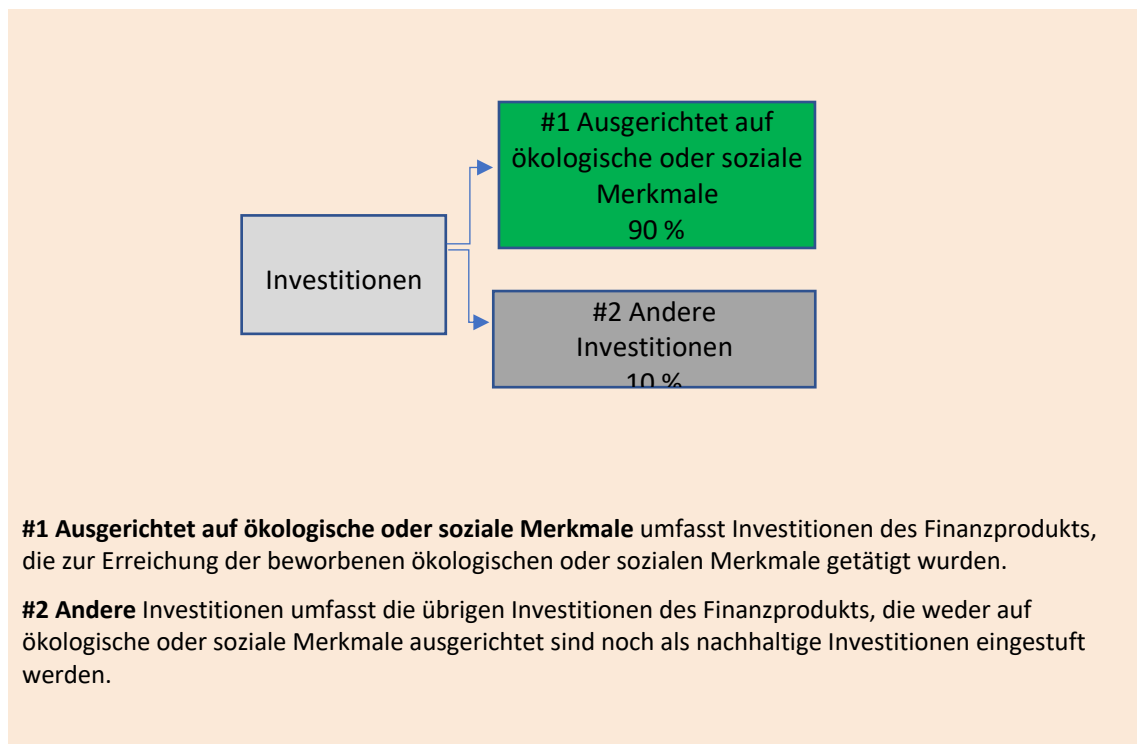 #1 Ausgerichtet auf
ökologische oder soziale
Merkmale
90 %
Investitionen
#2 Andere
Investitionen
10 %
#1 Ausgerichtet auf ökologische oder soziale Merkmale umfasst Investitionen des Finanzprodukts,
die zur Erreichung der beworbenen ökologischen oder sozialen Merkmale getätigt wurden.
#2 Andere Investitionen umfasst die übrigen Investitionen des Finanzprodukts, die weder auf
ökologische oder soziale Merkmale ausgerichtet sind noch als nachhaltige Investitionen eingestuft
werden.